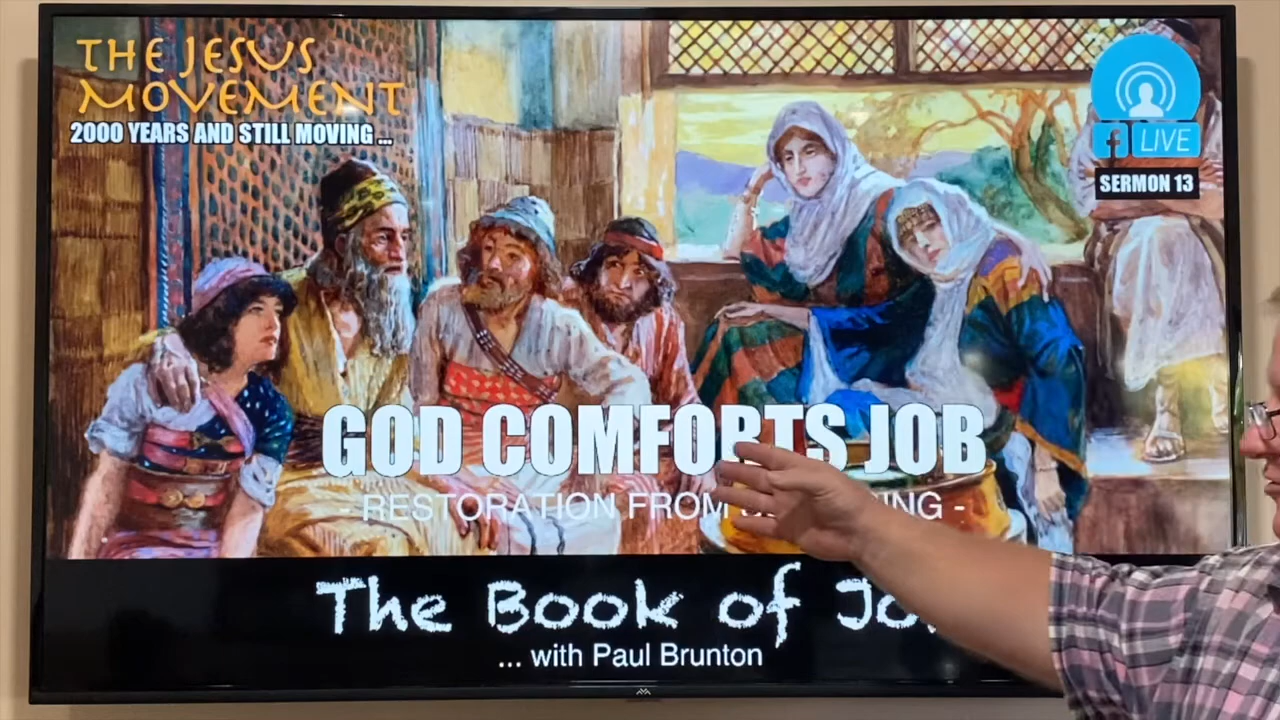 THE JESUS
MOVEMENT
2000 YEARS AND STILL MOVING ...
f LIVE
SERMON 13
GOD COMFORTS JOB
- RESTORATION FROM
The Book of
... with Paul Brunton